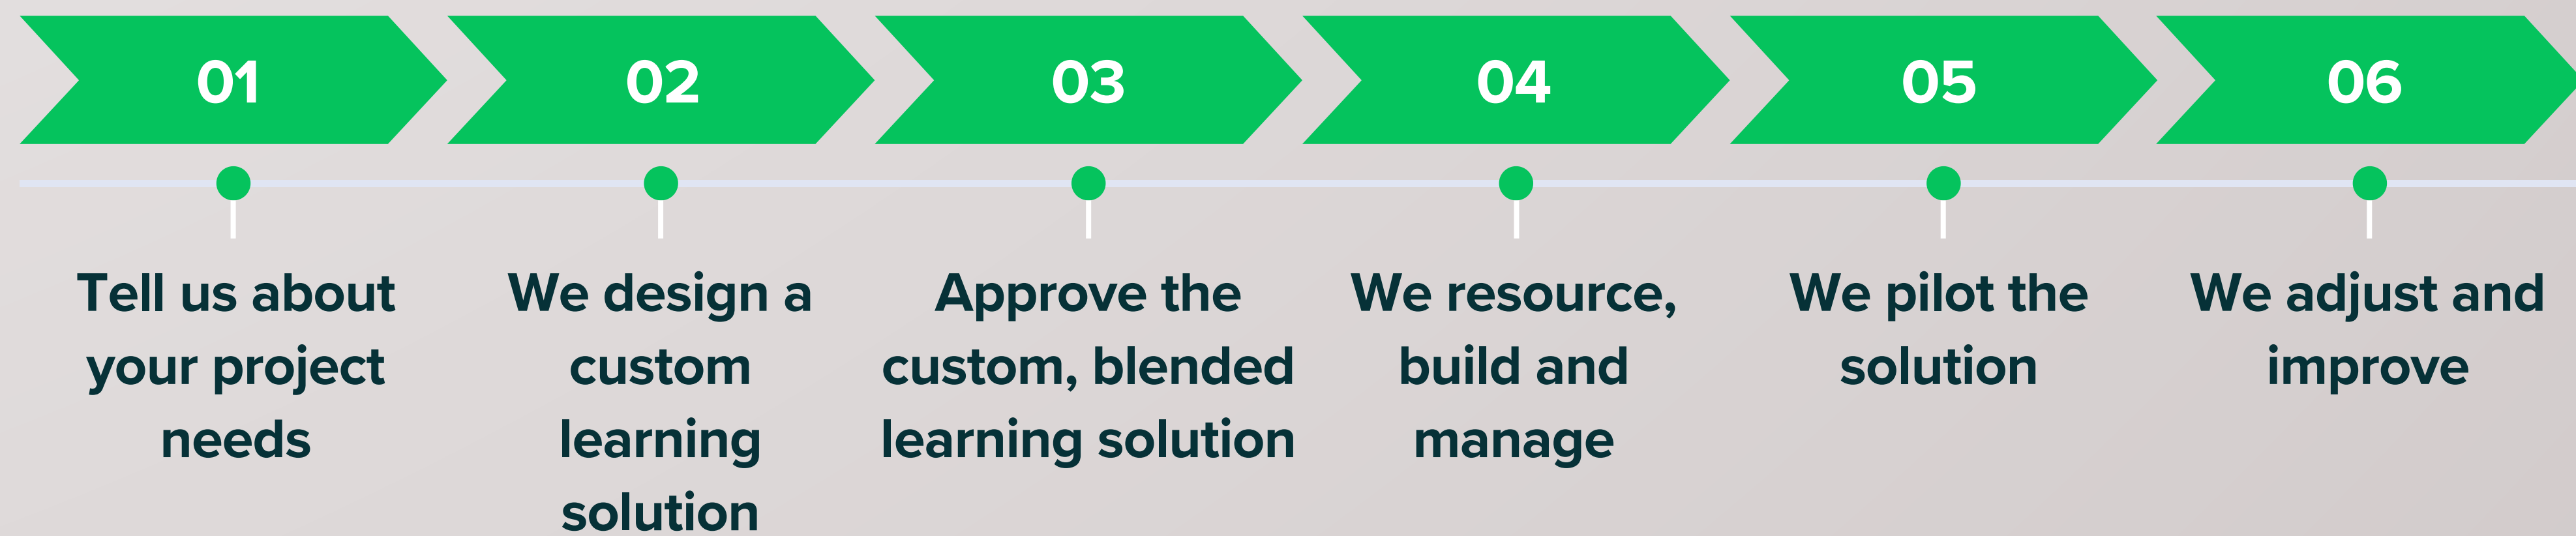 01
Tell us about
your project
needs
02
We design a
custom
learning
solution
03
Approve the
custom, blended
learning solution
04
We resource,
build and
manage
05
We pilot the
solution
06
We adjust and
improve